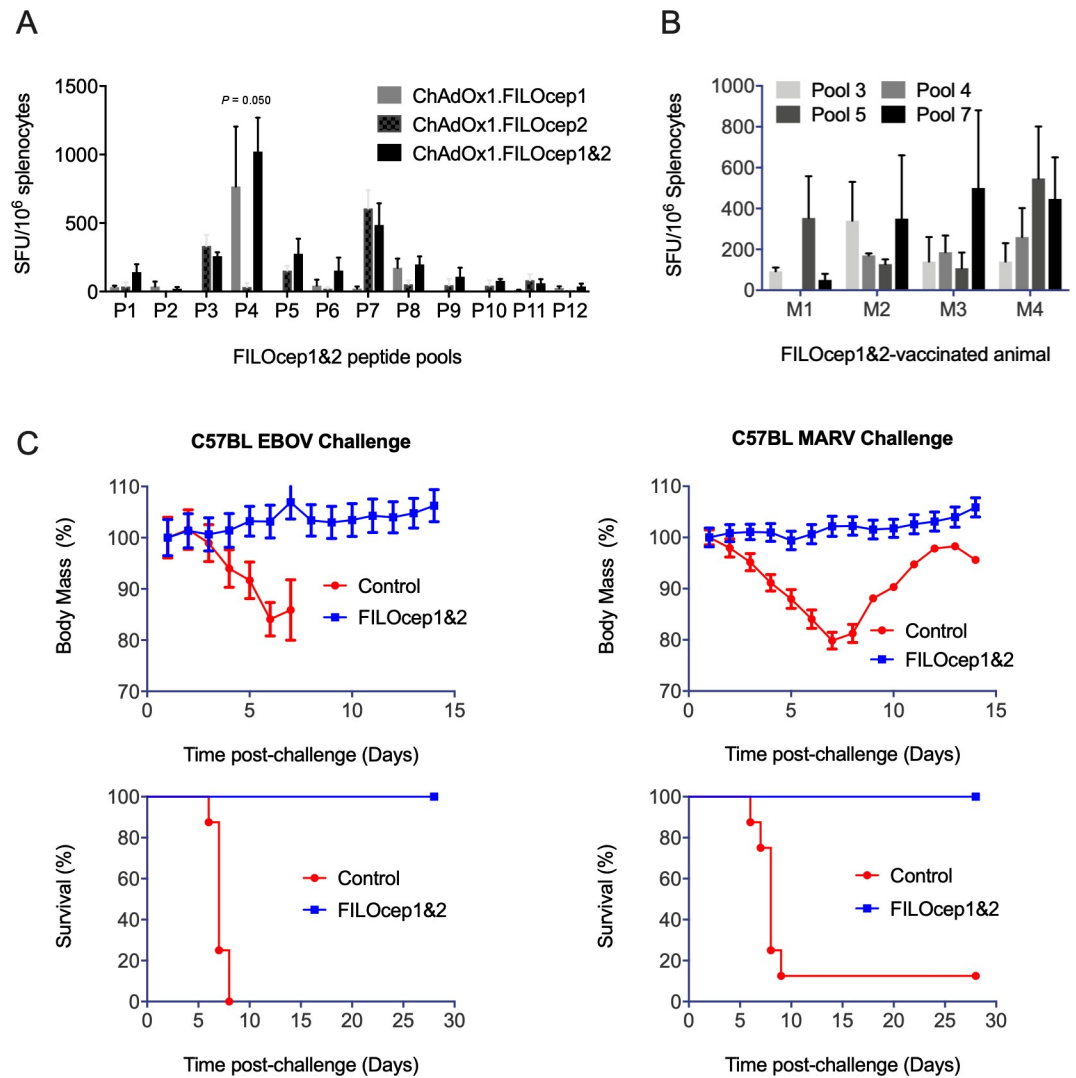 A
1500
1000
500
0
SFU/10⁶ splenocytes
P = 0.050
ChAdOx1.FILOcep1
ChAdOx1.FILOcep2
ChAdOx1.FILOcep1&2
P1 P2 P3 P4 P5 P6 P7 P8 P9 P10 P11 P12
FILOcep1&2 peptide pools
B
1000
800
600
400
200
0
SFU/10⁶ Splenocytes
Pool 3 Pool 4
Pool 5 Pool 7
M1 M2 M3 M4
FILOcep1&2-vaccinated animal
C
C57BL EBOV Challenge
110
100
90
80
70
Body Mass (%)
Control
FILOcep1&2
0 5 10 15
Time post-challenge (Days)
C57BL MARV Challenge
110
100
90
80
70
Body Mass (%)
Control
FILOcep1&2
0 5 10 15
Time post-challenge (Days)
100
80
60
40
20
0
Survival (%)
Control
FILOcep1&2
0 5 10 15 20 25 30
Time post-challenge (Days)
100
80
60
40
20
0
Survival (%)
Control
FILOcep1&2
0 5 10 15 20 25 30
Time post-challenge (Days)